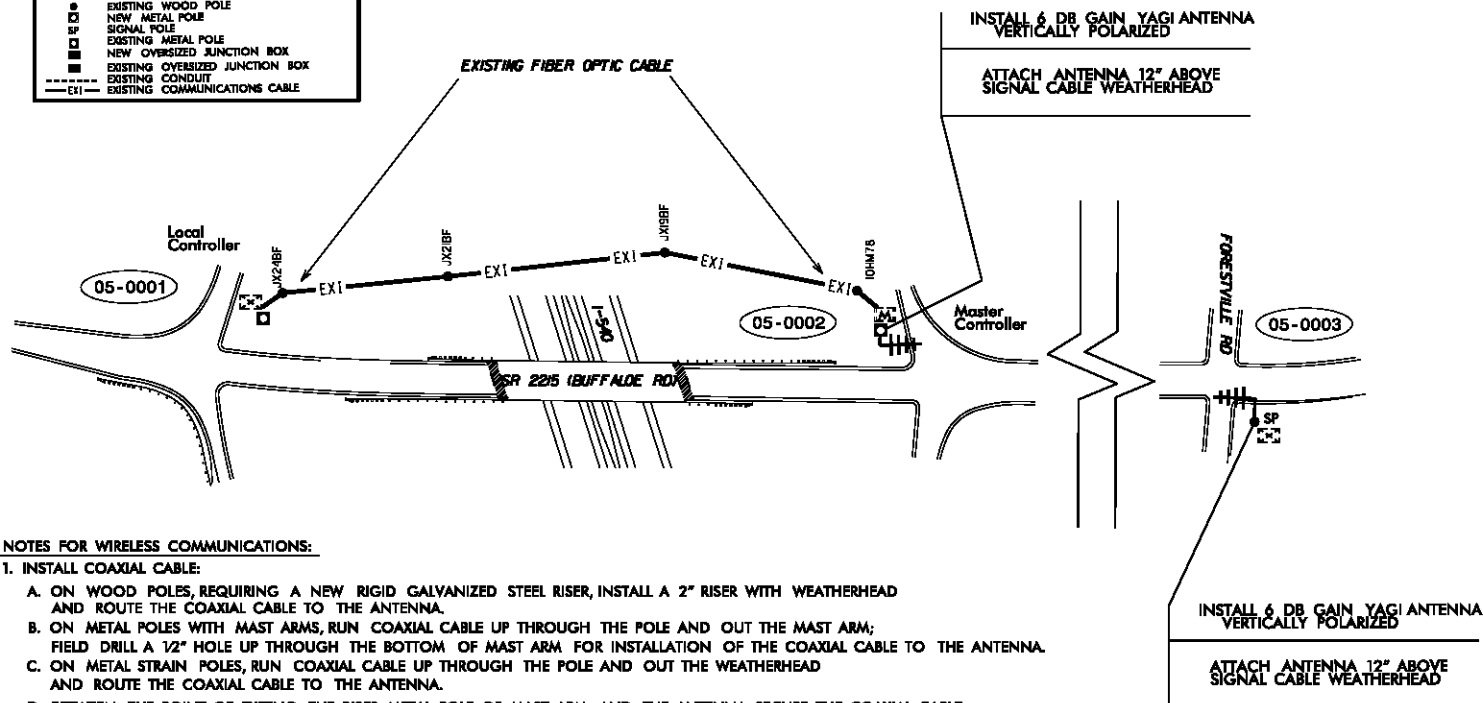 EXISTING WOOD POLE
NEW METAL POLE
SP SIGNAL POLE
EXISTING METAL POLE
NEW OVERSIZED JUNCTION BOX
EXISTING OVERSIZED JUNCTION BOX
EXISTING CONDUIT
EXI EXISTING COMMUNICATIONS CABLE
INSTALL 6 DB GAIN YAGI ANTENNA
VERTICALLY POLARIZED
ATTACH ANTENNA 12" ABOVE
SIGNAL CABLE WEATHERHEAD
EXISTING FIBER OPTIC CABLE
Local
Controller
05-0001
JX24BF
EXI
JX21BF
EXI
EXI
JX19BF
EXI
EXI
10HM78
05-0002
Master
Controller
I-540
SR 2215 (BUFFALOE RD)
FORESTVILLE RD
05-0003
SP
INSTALL 6 DB GAIN YAGI ANTENNA
VERTICALLY POLARIZED
ATTACH ANTENNA 12" ABOVE
SIGNAL CABLE WEATHERHEAD
NOTES FOR WIRELESS COMMUNICATIONS:
1. INSTALL COAXIAL CABLE:
A. ON WOOD POLES, REQUIRING A NEW RIGID GALVANIZED STEEL RISER, INSTALL A 2" RISER WITH WEATHERHEAD
AND ROUTE THE COAXIAL CABLE TO THE ANTENNA.
B. ON METAL POLES WITH MAST ARMS, RUN COAXIAL CABLE UP THROUGH THE POLE AND OUT THE MAST ARM;
FIELD DRILL A 1/2" HOLE UP THROUGH THE BOTTOM OF MAST ARM FOR INSTALLATION OF THE COAXIAL CABLE TO THE ANTENNA.
C. ON METAL STRAIN POLES, RUN COAXIAL CABLE UP THROUGH THE POLE AND OUT THE WEATHERHEAD
AND ROUTE THE COAXIAL CABLE TO THE ANTENNA.